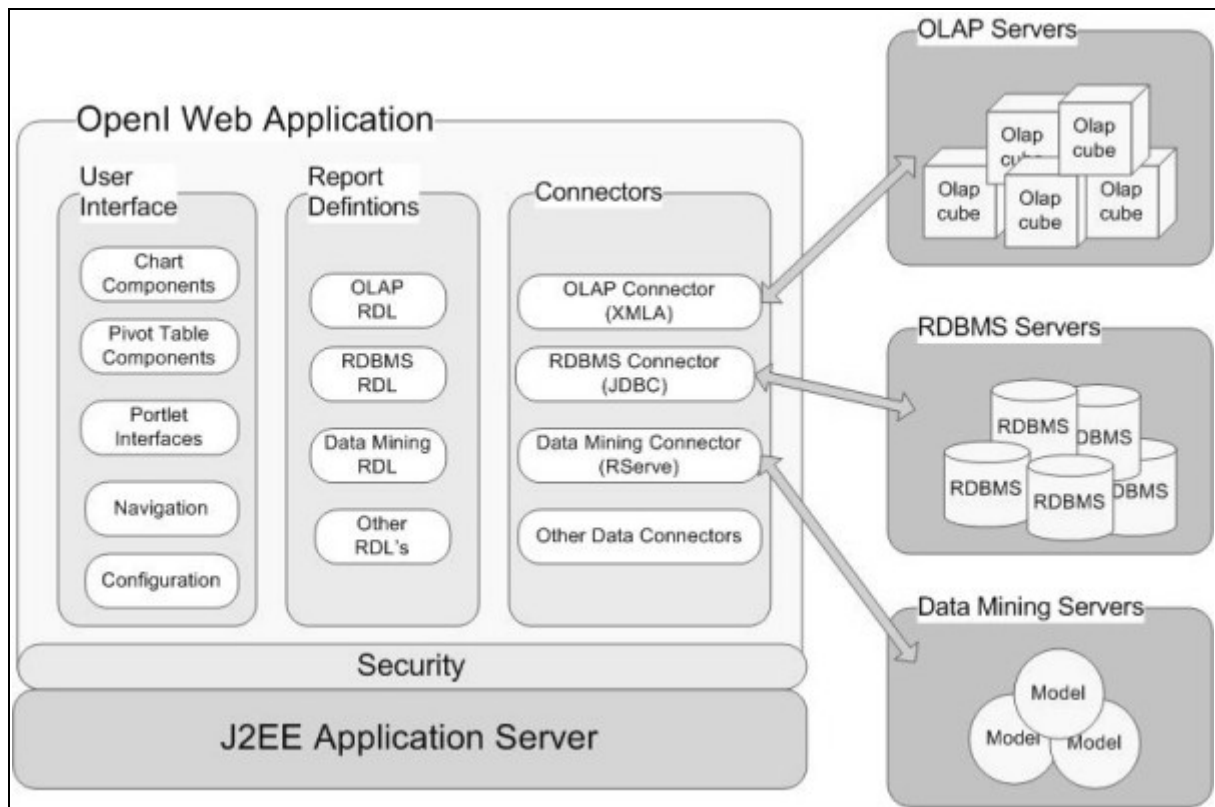 OpenI Web Application
User
Interface
Chart
Components
Pivot Table
Components
Portlet
Interfaces
Navigation
Configuration
Report
Defintions
OLAP
RDL
RDBMS
RDL
Data Mining
RDL
Other
RDL's
Connectors
OLAP Connector
(XMLA)
RDBMS Connector
(JDBC)
Data Mining Connector
(RServe)
Other Data Connectors
Security
J2EE Application Server
OLAP Servers
Olap
cube
Olap
cube
Olap
cube
Olap
cube
Olap
cube
RDBMS Servers
RDBMS
DBMS
RDBMS
RDBMS
DBMS
Data Mining Servers
Model
Model
Model